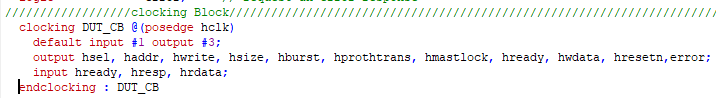 //////////////////clocking Block/////////////////////////////////////////////////////////////////////
clocking DUT_CB @(posedge hclk)
default input #1 output #3;
output hsel, haddr, hwrite, hsize, hburst, hprothtrans, hmastlock, hready, hwdata, hresetn,error;
input hready, hresp, hrdata;
endclocking : DUT_CB